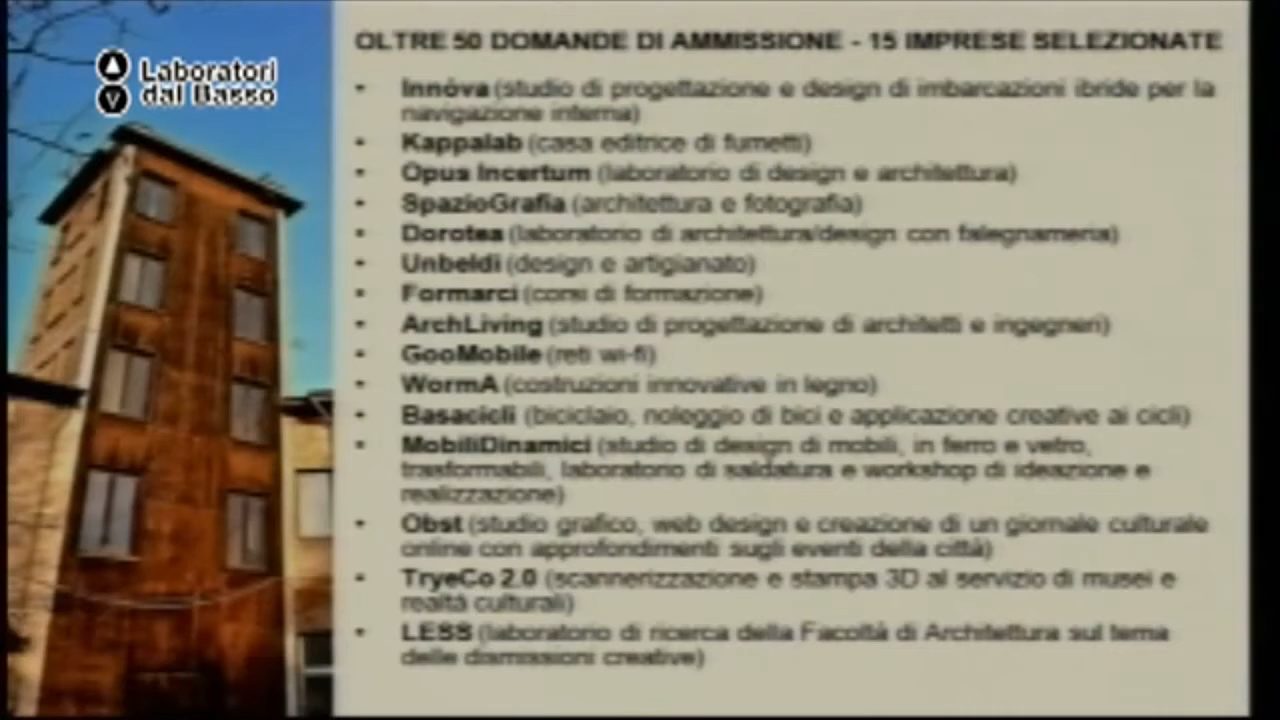 Laboratori
dal Basso
OLTRE 50 DOMANDE DI AMMISSIONE - 15 IMPRESE SELEZIONATE
• Innòva (studio di progettazione e design di imbarcazioni ibride per la
navigazione interna)
• Kappalab (casa editrice di fumetti)
• Opus Incertum (laboratorio di design e architettura)
• SpazioGrafia (architettura e fotografia)
• Dorotea (laboratorio di architettura/design con falegnameria)
• Unbeldi (design e artigianato)
• Formarci (corsi di formazione)
• ArchLiving (studio di progettazione di architetti e ingegneri)
• GooMobile (reti wi-fi)
• WormA (costruzioni innovative in legno)
• Basacicli (biciclaio, noleggio di bici e applicazione creative ai cicli)
• MobiliDinamici (studio di design di mobili, in ferro e vetro,
trasformabili, laboratorio di saldatura e workshop di ideazione e
realizzazione)
• Obst (studio grafico, web design e creazione di un giornale culturale
online con approfondimenti sugli eventi della città)
• TryeCo 2.0 (scannerizzazione e stampa 3D al servizio di musei e
realtà culturali)
• LESS (laboratorio di ricerca della Facoltà di Architettura sul tema
delle dismissioni creative)